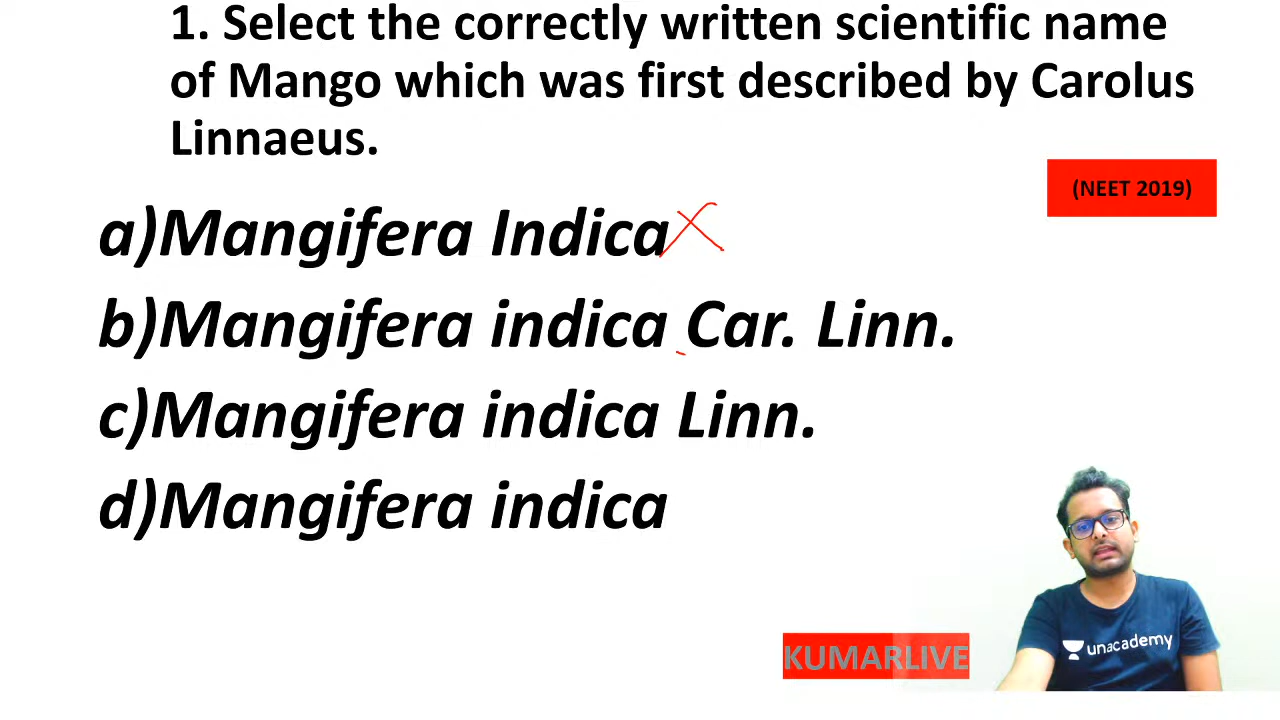 1. Select the correctly written scientific name
of Mango which was first described by Carolus
Linnaeus.
(NEET 2019)
a)Mangifera Indica
b)Mangifera indica Car. Linn.
c)Mangifera indica Linn.
d)Mangifera indica
unacademy
KUMARLIVE